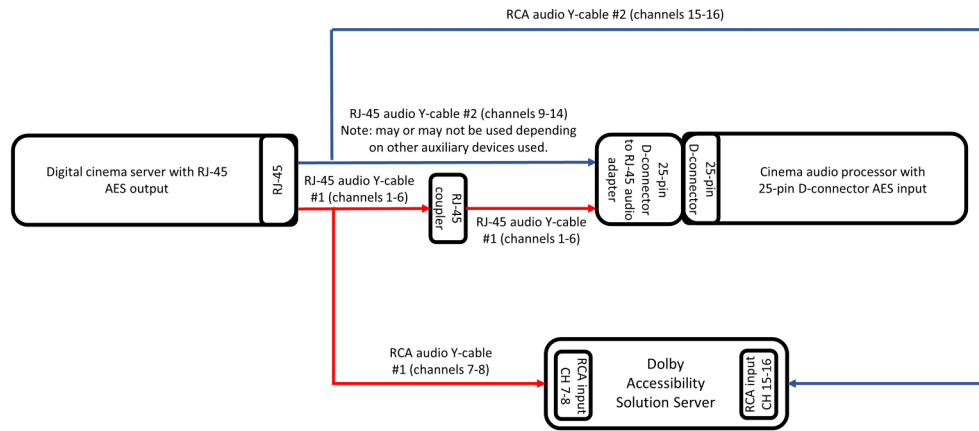 RCA audio Y-cable #2 (channels 15-16)
RJ-45 audio Y-cable #2 (channels 9-14)
Note: may or may not be used depending
on other auxiliary devices used.
Digital cinema server with RJ-45
AES output
RJ-45
RJ-45 audio Y-cable
#1 (channels 1-6)
RJ-45
coupler
RJ-45 audio Y-cable
#1 (channels 1-6)
25-pin
D-connector
to RJ-45 audio
adapter
25-pin
D-connector
Cinema audio processor with
25-pin D-connector AES input
RCA audio Y-cable
#1 (channels 7-8)
RCA input
CH 7-8
Dolby
Accessibility
Solution Server
RCA input
CH 15-16